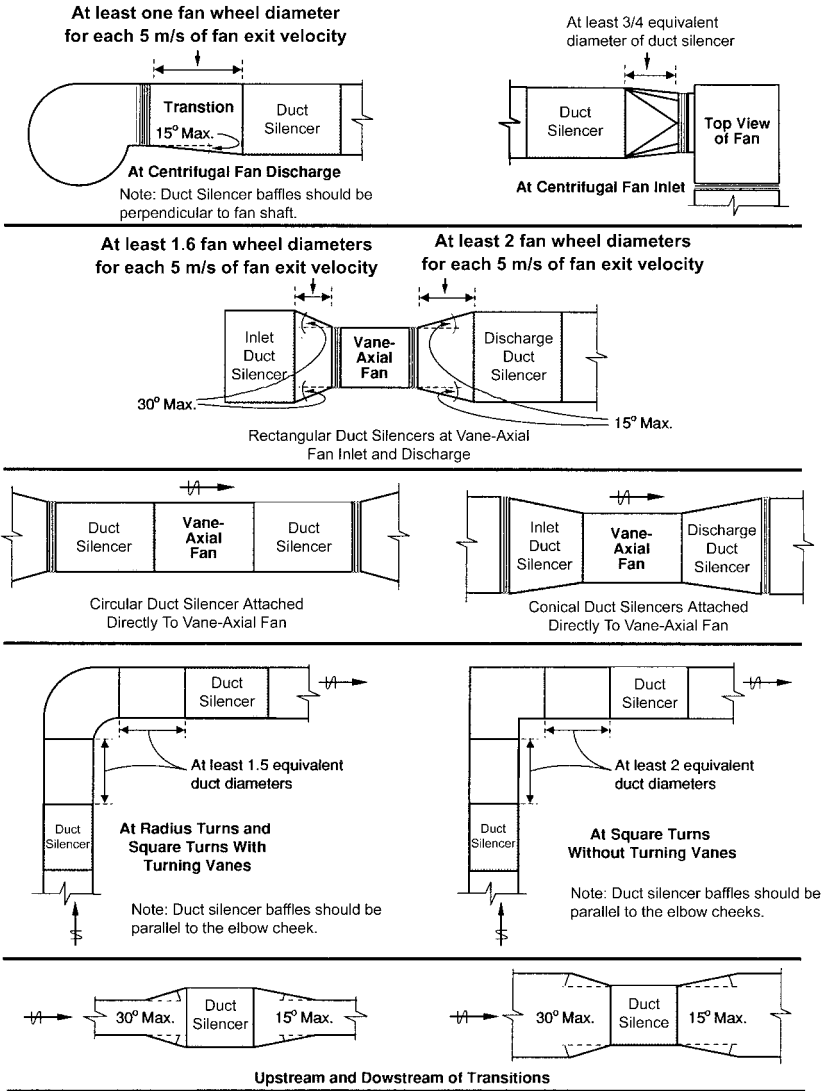 At least one fan wheel diameter
for each 5 m/s of fan exit velocity
Transtion
15° Max.
Duct
Silencer
At Centrifugal Fan Discharge
Note: Duct Silencer baffles should be
perpendicular to fan shaft.
At least 3/4 equivalent
diameter of duct silencer
Duct
Silencer
Top View
of Fan
At Centrifugal Fan Inlet
At least 1.6 fan wheel diameters
for each 5 m/s of fan exit velocity
At least 2 fan wheel diameters
for each 5 m/s of fan exit velocity
Inlet
Duct
Silencer
Vane-
Axial
Fan
Discharge
Duct
Silencer
30° Max.
15° Max.
Rectangular Duct Silencers at Vane-Axial
Fan Inlet and Discharge
Duct
Silencer
Vane-
Axial
Fan
Duct
Silencer
Circular Duct Silencer Attached
Directly To Vane-Axial Fan
Inlet
Duct
Silencer
Vane-
Axial
Fan
Discharge
Duct
Silencer
Conical Duct Silencers Attached
Directly To Vane-Axial Fan
Duct
Silencer
At least 1.5 equivalent
duct diameters
Duct
Silencer
At Radius Turns and
Square Turns With
Turning Vanes
Note: Duct silencer baffles should be
parallel to the elbow cheek.
Duct
Silencer
At least 2 equivalent
duct diameters
Duct
Silencer
At Square Turns
Without Turning Vanes
Note: Duct silencer baffles should be
parallel to the elbow cheeks.
30° Max.
Duct
Silencer
15° Max.
30° Max.
Duct
Silence
15° Max.
Upstream and Dowstream of Transitions